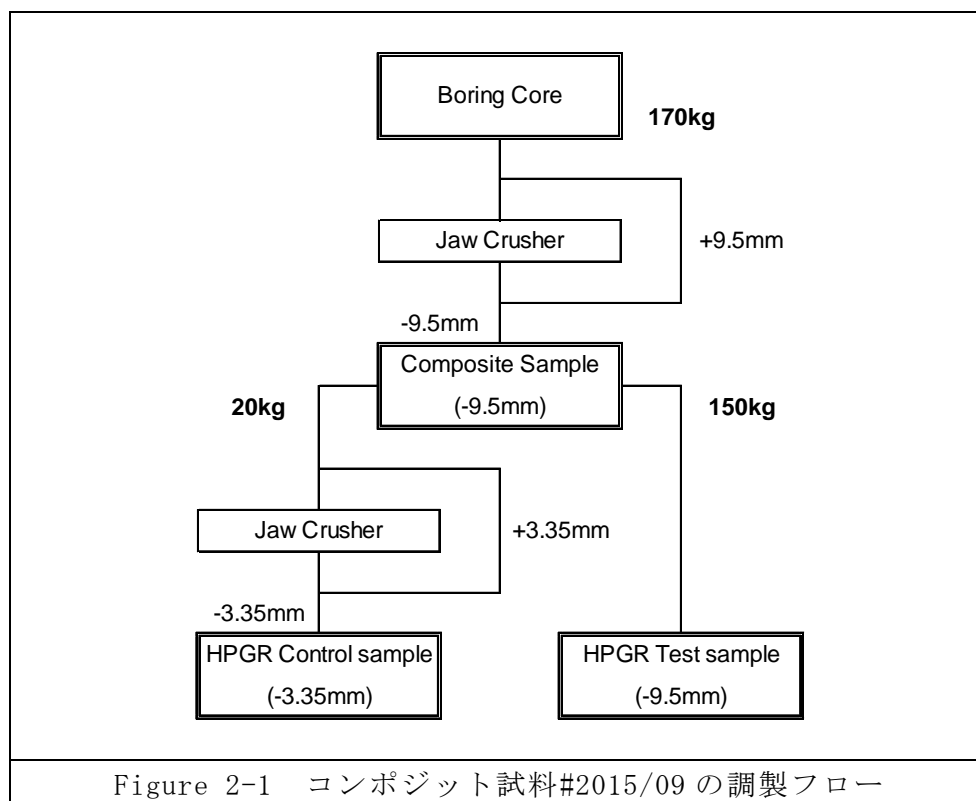 Boring Core
170kg
Jaw Crusher
+9.5mm
-9.5mm
Composite Sample
(-9.5mm)
20kg
150kg
Jaw Crusher
+3.35mm
-3.35mm
HPGR Control sample
(-3.35mm)
HPGR Test sample
(-9.5mm)
Figure 2-1 コンポジット試料#2015/09 の調製フロー